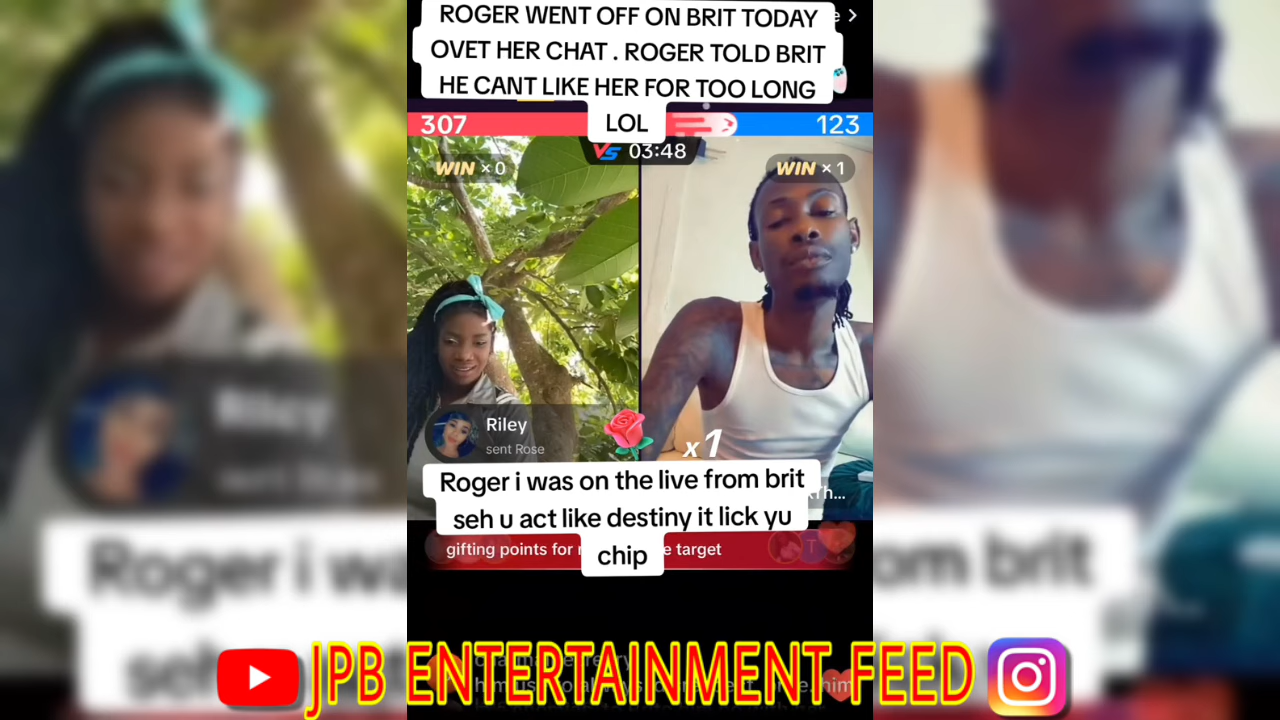 ROGER WENT OFF ON BRIT TODAY
OVET HER CHAT . ROGER TOLD BRIT
HE CANT LIKE HER FOR TOO LONG
LOL
307
123
VS 03:48
WIN × 0
WIN × 1
Riley
sent Rose
x1
Roger i was on the live from brit
seh u act like destiny it lick yu
chip
gifting points for
target
JPB ENTERTAINMENT FEED